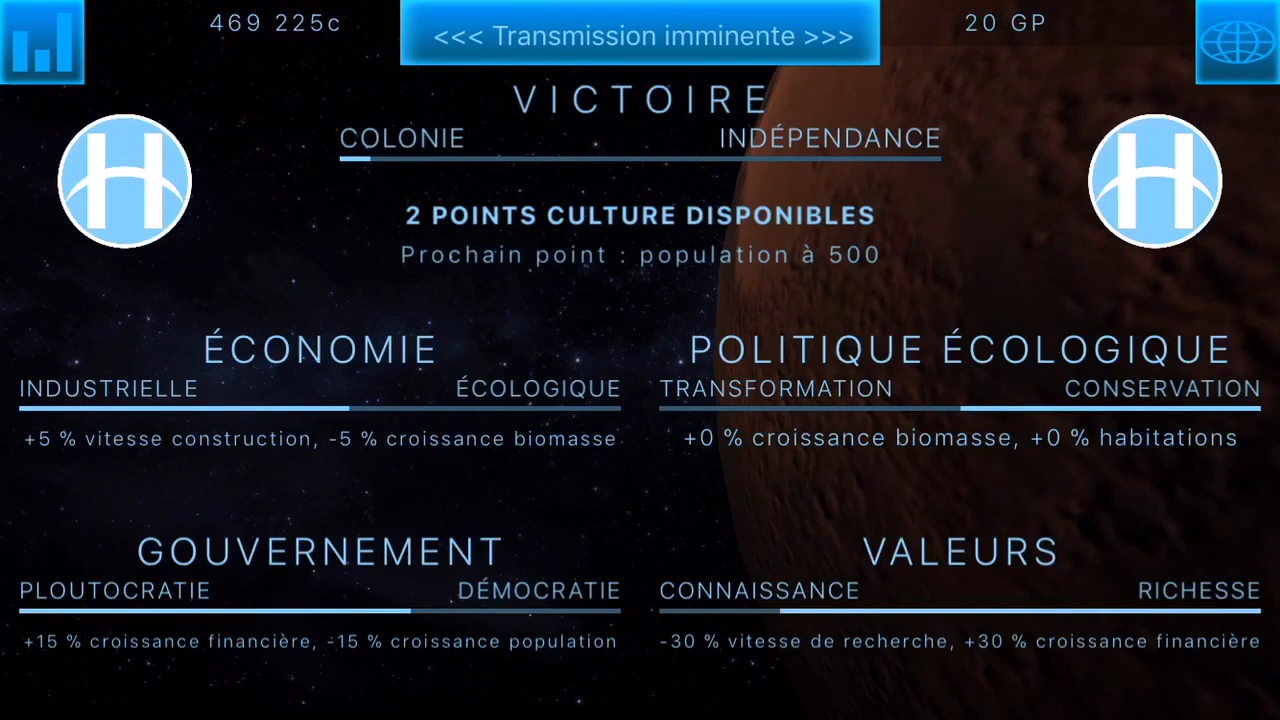 469 225c
<<< Transmission imminente >>>
20 GP
VICTOIRE
COLONIE
INDÉPENDANCE
H
H
2 POINTS CULTURE DISPONIBLES
Prochain point : population à 500
ÉCONOMIE
INDUSTRIELLE
ÉCOLOGIQUE
+5 % vitesse construction, -5 % croissance biomasse
POLITIQUE ÉCOLOGIQUE
TRANSFORMATION
CONSERVATION
+0 % croissance biomasse, +0 % habitations
GOUVERNEMENT
PLOUTOCRATIE
DÉMOCRATIE
+15 % croissance financière, -15 % croissance population
VALEURS
CONNAISSANCE
RICHESSE
-30 % vitesse de recherche, +30 % croissance financière